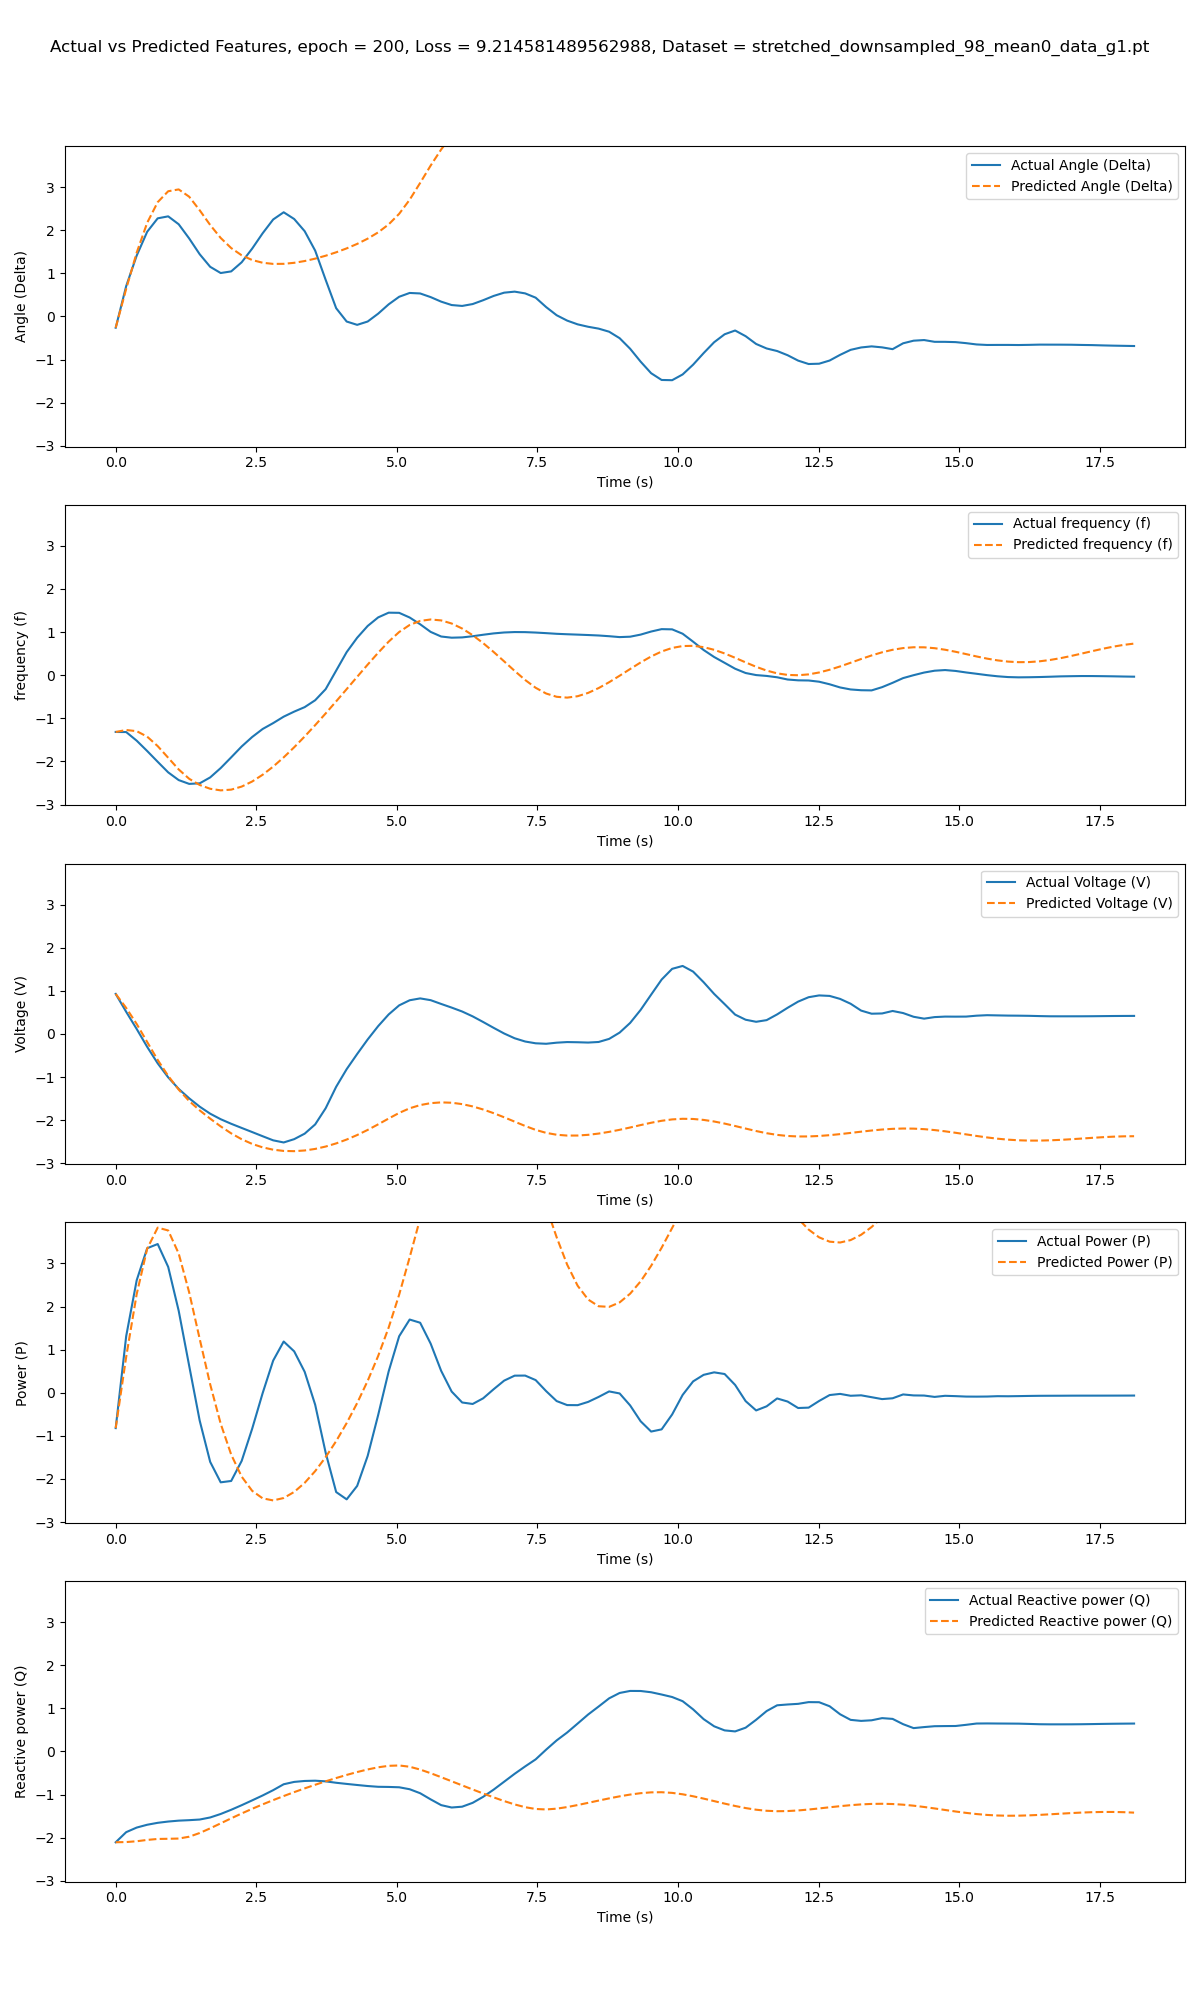 Actual vs Predicted Features, epoch = 200, Loss = 9.214581489562988, Dataset = stretched_downsampled_98_mean0_data_g1.pt
Actual Angle (Delta)
Predicted Angle (Delta)
Angle (Delta)
3
2
1
0
−1
−2
−3
0.0 2.5 5.0 7.5 10.0 12.5 15.0 17.5
Time (s)
Actual frequency (f)
Predicted frequency (f)
frequency (f)
3
2
1
0
−1
−2
−3
0.0 2.5 5.0 7.5 10.0 12.5 15.0 17.5
Time (s)
Actual Voltage (V)
Predicted Voltage (V)
Voltage (V)
3
2
1
0
−1
−2
−3
0.0 2.5 5.0 7.5 10.0 12.5 15.0 17.5
Time (s)
Actual Power (P)
Predicted Power (P)
Power (P)
3
2
1
0
−1
−2
−3
0.0 2.5 5.0 7.5 10.0 12.5 15.0 17.5
Time (s)
Actual Reactive power (Q)
Predicted Reactive power (Q)
Reactive power (Q)
3
2
1
0
−1
−2
−3
0.0 2.5 5.0 7.5 10.0 12.5 15.0 17.5
Time (s)